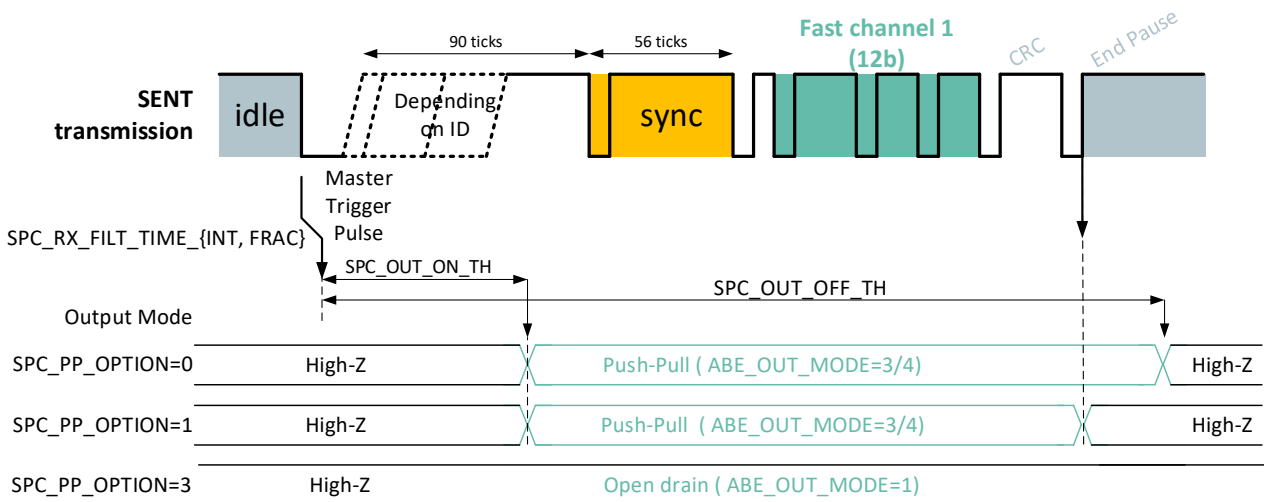 90 ticks
56 ticks
Fast channel 1
(12b)
CRC
End Pause
SENT
transmission
idle
Depending
on ID
sync
Master
Trigger
Pulse
SPC_RX_FILT_TIME_{INT, FRAC}
SPC_OUT_ON_TH
SPC_OUT_OFF_TH
Output Mode
SPC_PP_OPTION=0 High-Z Push-Pull ( ABE_OUT_MODE=3/4) High-Z
SPC_PP_OPTION=1 High-Z Push-Pull ( ABE_OUT_MODE=3/4) High-Z
SPC_PP_OPTION=3 High-Z Open drain ( ABE_OUT_MODE=1)